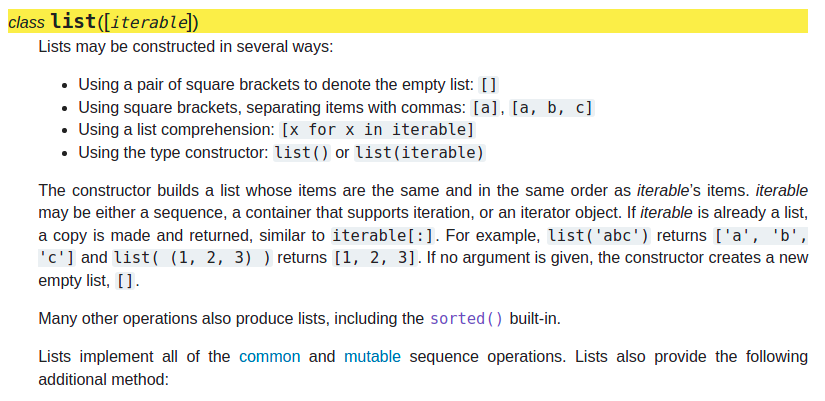 class list([iterable])
Lists may be constructed in several ways:
• Using a pair of square brackets to denote the empty list: []
• Using square brackets, separating items with commas: [a], [a, b, c]
• Using a list comprehension: [x for x in iterable]
• Using the type constructor: list() or list(iterable)
The constructor builds a list whose items are the same and in the same order as iterable’s items. iterable
may be either a sequence, a container that supports iteration, or an iterator object. If iterable is already a list,
a copy is made and returned, similar to iterable[:]. For example, list('abc') returns ['a', 'b',
'c'] and list( (1, 2, 3) ) returns [1, 2, 3]. If no argument is given, the constructor creates a new
empty list, [].
Many other operations also produce lists, including the sorted() built-in.
Lists implement all of the common and mutable sequence operations. Lists also provide the following
additional method: